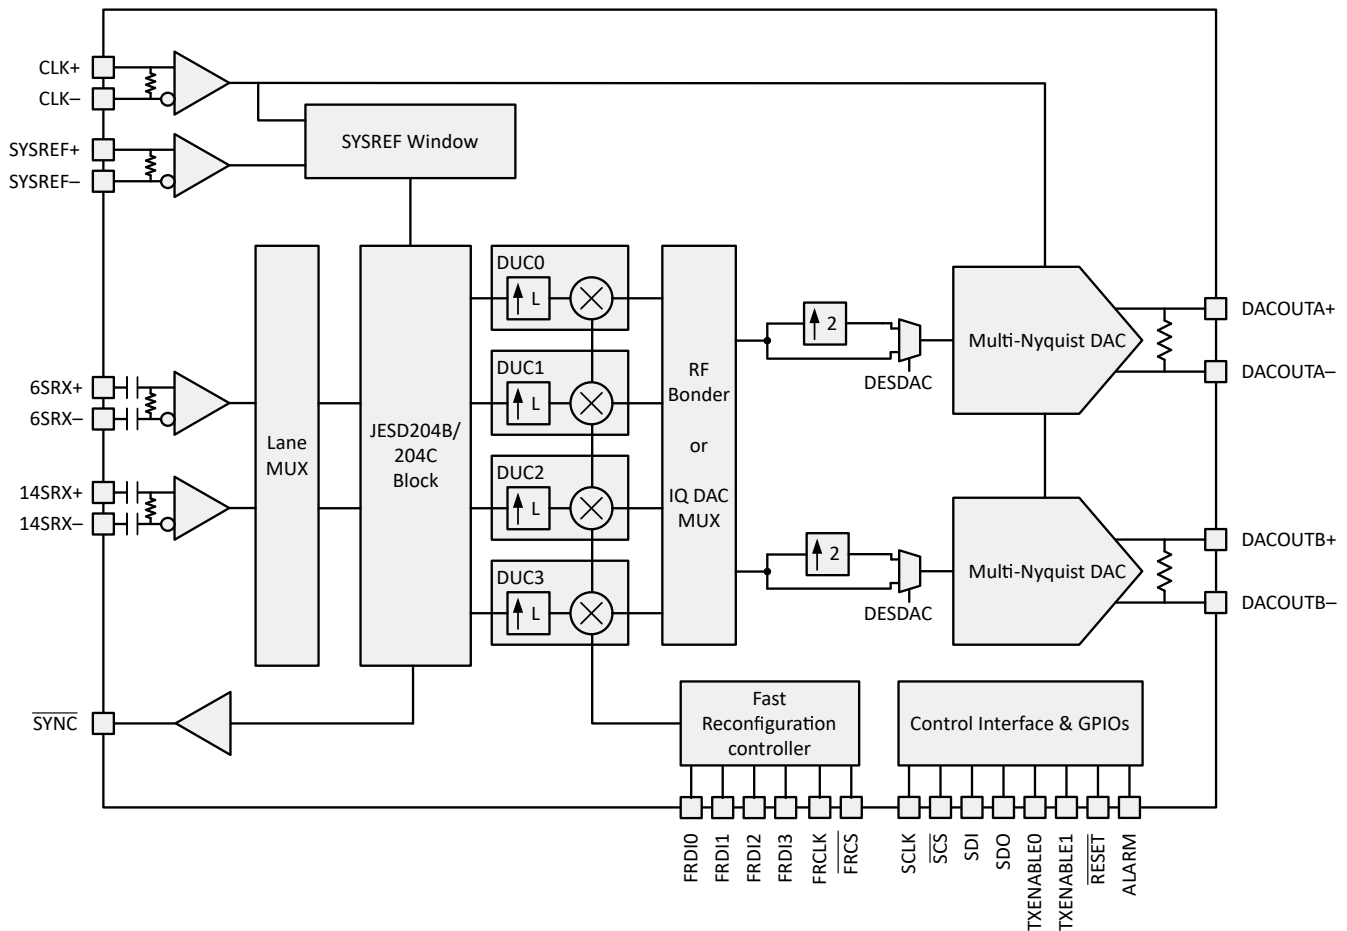 CLK+
CLK–
SYSREF+
SYSREF–
SYSREF Window
6SRX+
6SRX–
14SRX+
14SRX–
Lane
MUX
JESD204B/
204C
Block
DUC0
L
DUC1
L
DUC2
L
DUC3
L
RF
Bonder
or
IQ DAC
MUX
2
DESDAC
Multi-Nyquist DAC
DACOUTA+
DACOUTA–
2
DESDAC
Multi-Nyquist DAC
DACOUTB+
DACOUTB–
SYNC
Fast
Reconfiguration
controller
Control Interface & GPIOs
FRDI0
FRDI1
FRDI2
FRDI3
FRCLK
FRCS
SCLK
SCS
SDI
SDO
TXENABLE0
TXENABLE1
RESET
ALARM